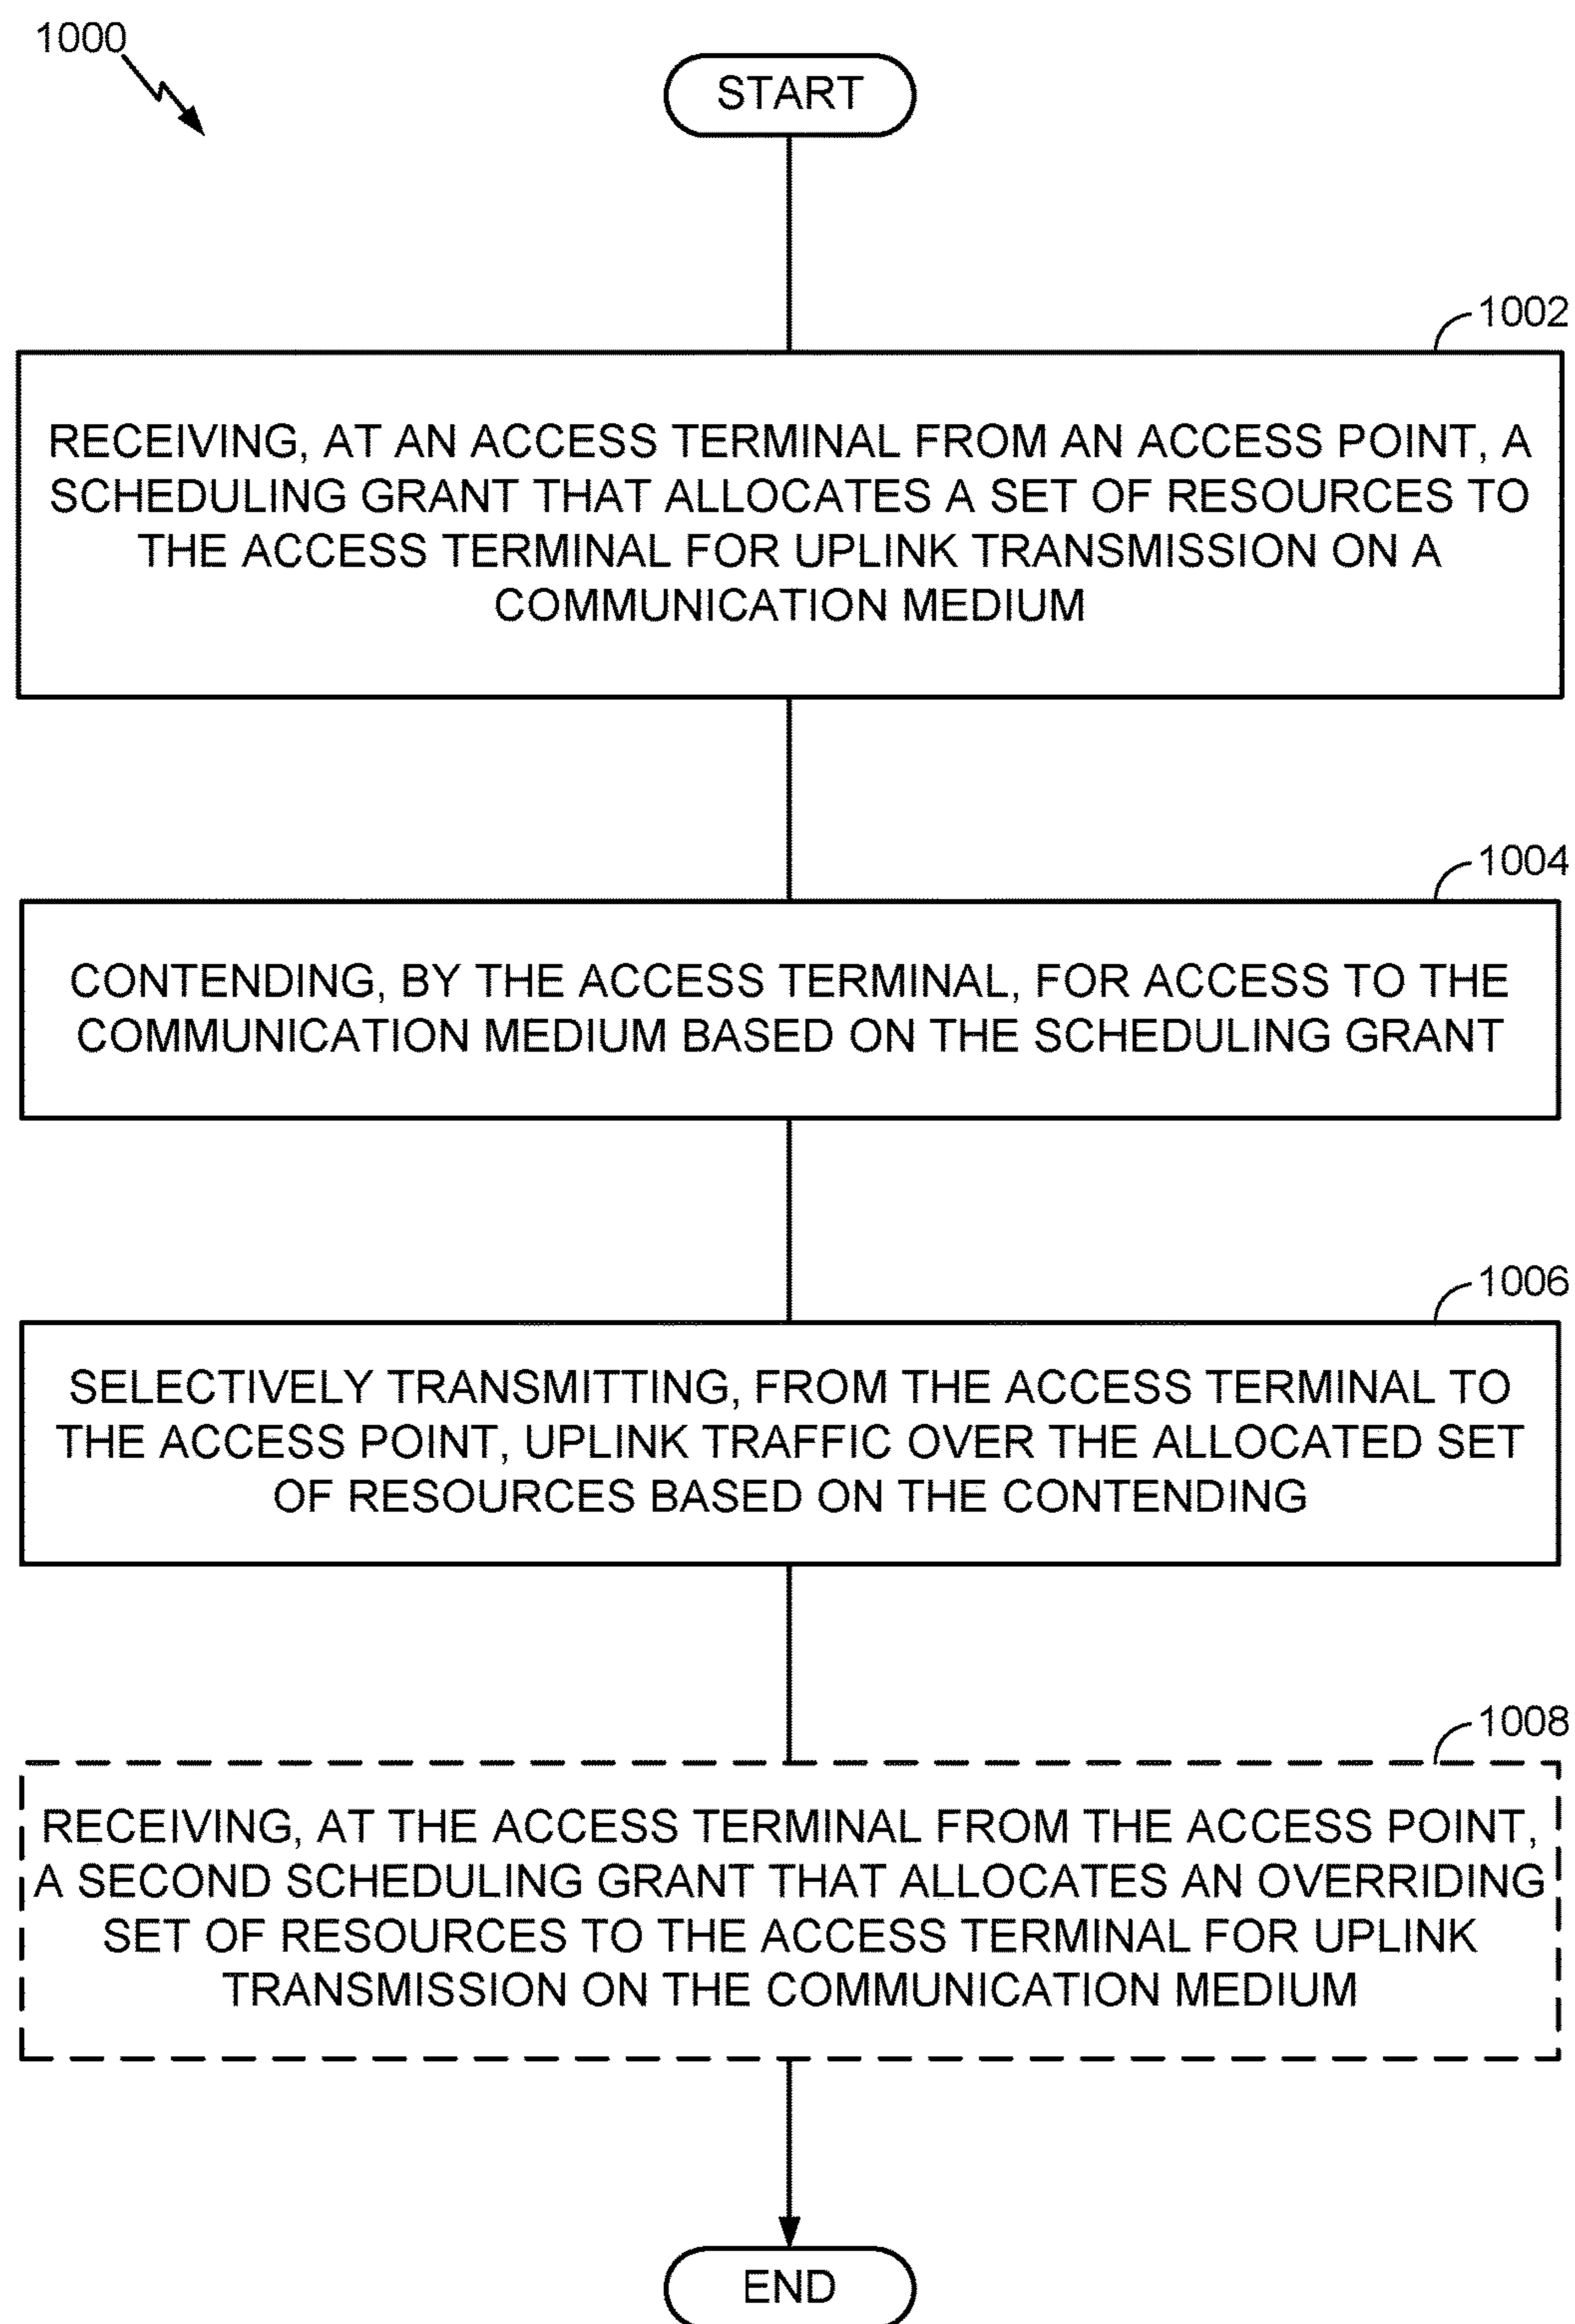 1000
START
1002
RECEIVING, AT AN ACCESS TERMINAL FROM AN ACCESS POINT, A
SCHEDULING GRANT THAT ALLOCATES A SET OF RESOURCES TO
THE ACCESS TERMINAL FOR UPLINK TRANSMISSION ON A
COMMUNICATION MEDIUM
1004
CONTENDING, BY THE ACCESS TERMINAL, FOR ACCESS TO THE
COMMUNICATION MEDIUM BASED ON THE SCHEDULING GRANT
1006
SELECTIVELY TRANSMITTING, FROM THE ACCESS TERMINAL TO
THE ACCESS POINT, UPLINK TRAFFIC OVER THE ALLOCATED SET
OF RESOURCES BASED ON THE CONTENDING
1008
RECEIVING, AT THE ACCESS TERMINAL FROM THE ACCESS POINT,
A SECOND SCHEDULING GRANT THAT ALLOCATES AN OVERRIDING
SET OF RESOURCES TO THE ACCESS TERMINAL FOR UPLINK
TRANSMISSION ON THE COMMUNICATION MEDIUM
END